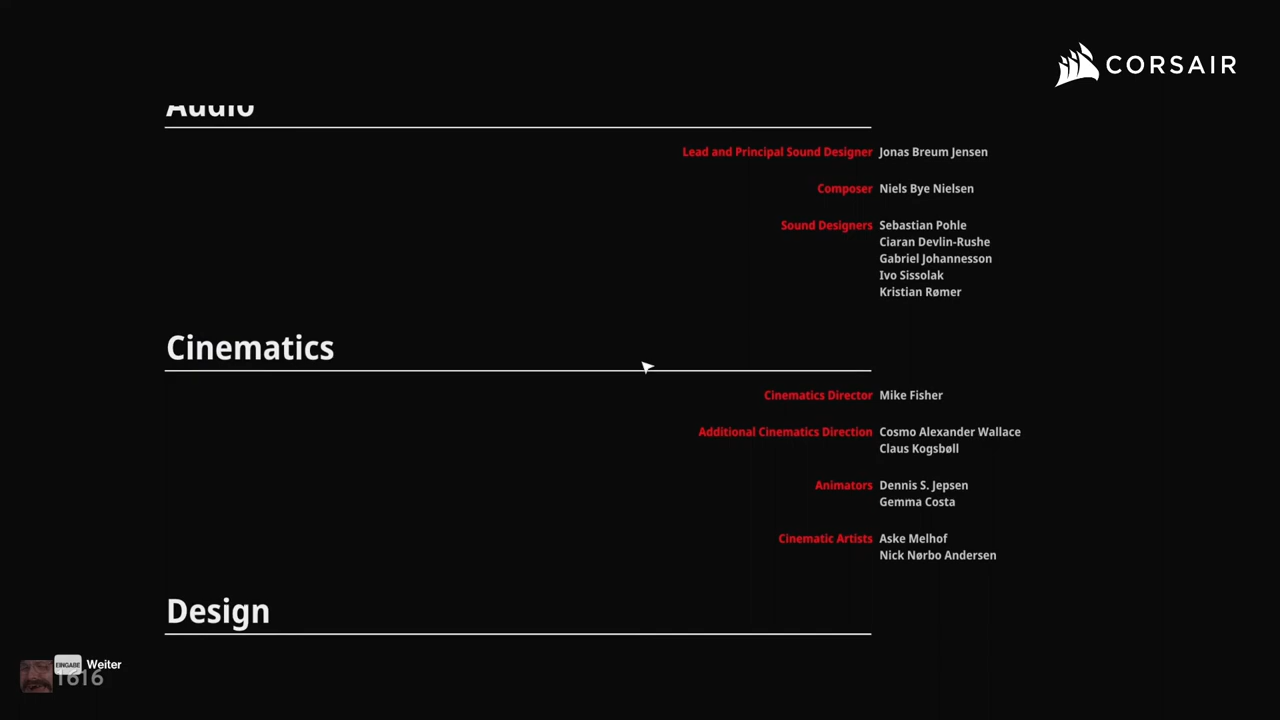 CORSAIR
Audio
Lead and Principal Sound Designer Jonas Breum Jensen
Composer Niels Bye Nielsen
Sound Designers Sebastian Pohle
Ciaran Devlin-Rushe
Gabriel Johannesson
Ivo Sissolak
Kristian Rømer
Cinematics
Cinematics Director Mike Fisher
Additional Cinematics Direction Cosmo Alexander Wallace
Claus Kogsbøll
Animators Dennis S. Jepsen
Gemma Costa
Cinematic Artists Aske Melhof
Nick Nørbo Andersen
Design
EINGABE Weiter
1616